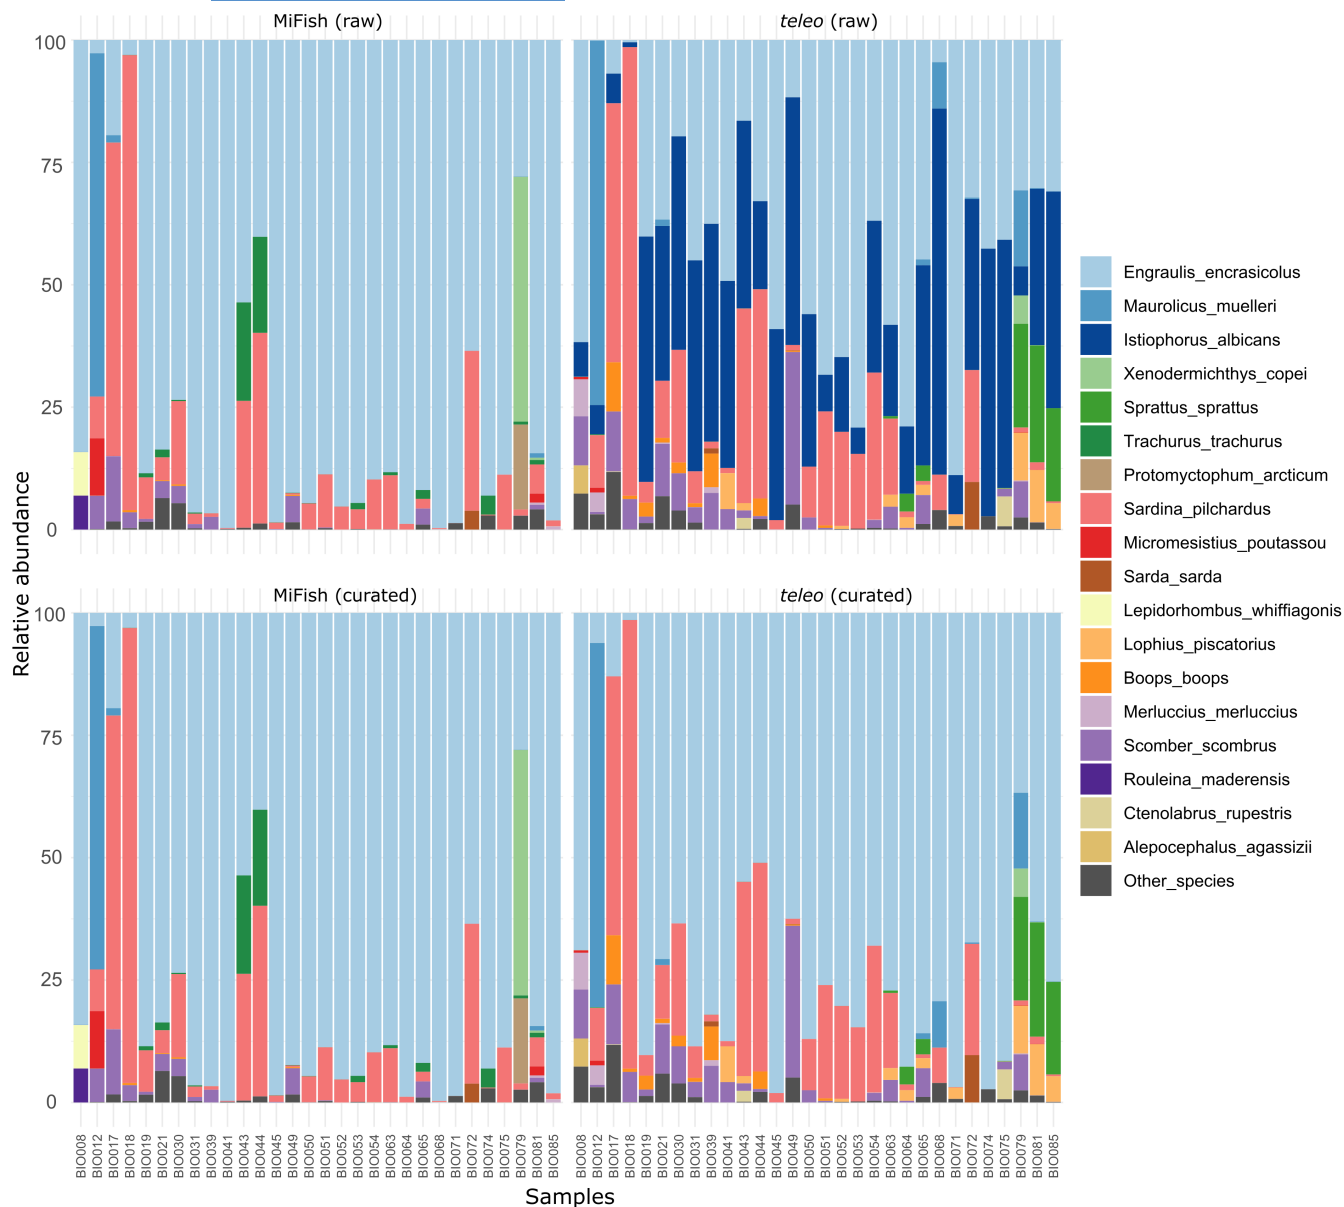 MiFish (raw)
teleo (raw)
100
75
50
25
0
Relative abundance
MiFish (curated)
teleo (curated)
100
75
50
25
0
BIO008 BIO012 BIO017 BIO018 BIO019 BIO021 BIO030 BIO031 BIO039 BIO041 BIO043 BIO044 BIO045 BIO049 BIO050 BIO051 BIO052 BIO053 BIO054 BIO063 BIO064 BIO065 BIO068 BIO071 BIO072 BIO074 BIO075 BIO079 BIO081 BIO085
BIO008 BIO012 BIO017 BIO018 BIO019 BIO021 BIO030 BIO031 BIO039 BIO041 BIO043 BIO044 BIO045 BIO049 BIO050 BIO051 BIO052 BIO053 BIO054 BIO063 BIO064 BIO065 BIO068 BIO071 BIO072 BIO074 BIO075 BIO079 BIO081 BIO085
Samples
Engraulis_encrasicolus
Maurolicus_muelleri
Istiophorus_albicans
Xenodermichthys_copei
Sprattus_sprattus
Trachurus_trachurus
Protomyctophum_arcticum
Sardina_pilchardus
Micromesistius_poutassou
Sarda_sarda
Lepidorhombus_whiffiagonis
Lophius_piscatorius
Boops_boops
Merluccius_merluccius
Scomber_scombrus
Rouleina_maderensis
Ctenolabrus_rupestris
Alepocephalus_agassizii
Other_species